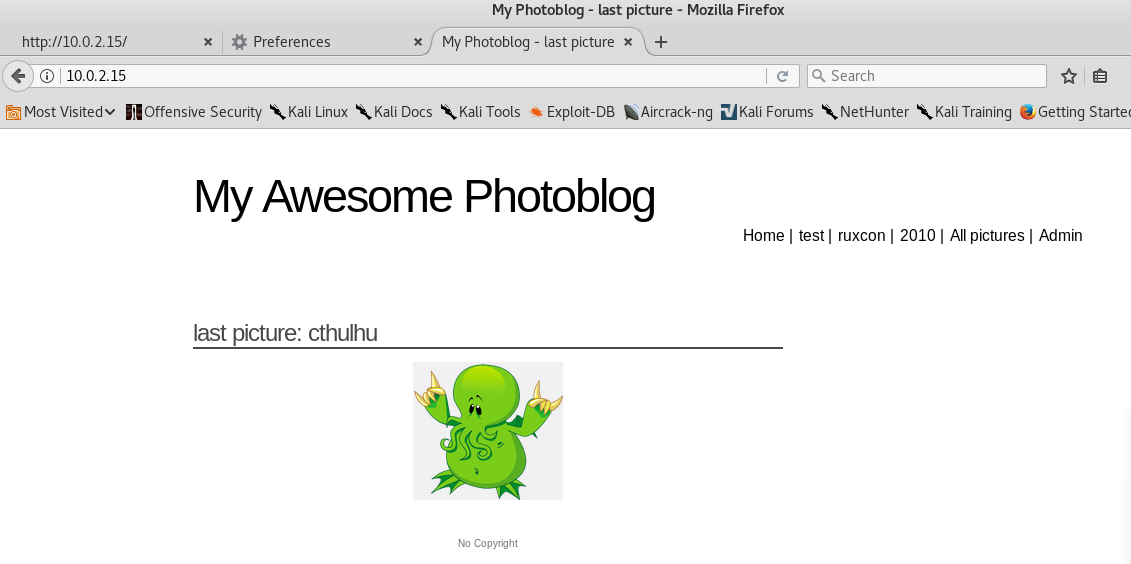 My Photoblog - last picture - Mozilla Firefox
http://10.0.2.15/ Preferences My Photoblog - last picture
10.0.2.15 Search
Most Visited Offensive Security Kali Linux Kali Docs Kali Tools Exploit-DB Aircrack-ng Kali Forums NetHunter Kali Training Getting Starte
My Awesome Photoblog
Home | test | ruxcon | 2010 | All pictures | Admin
last picture: cthulhu
No Copyright